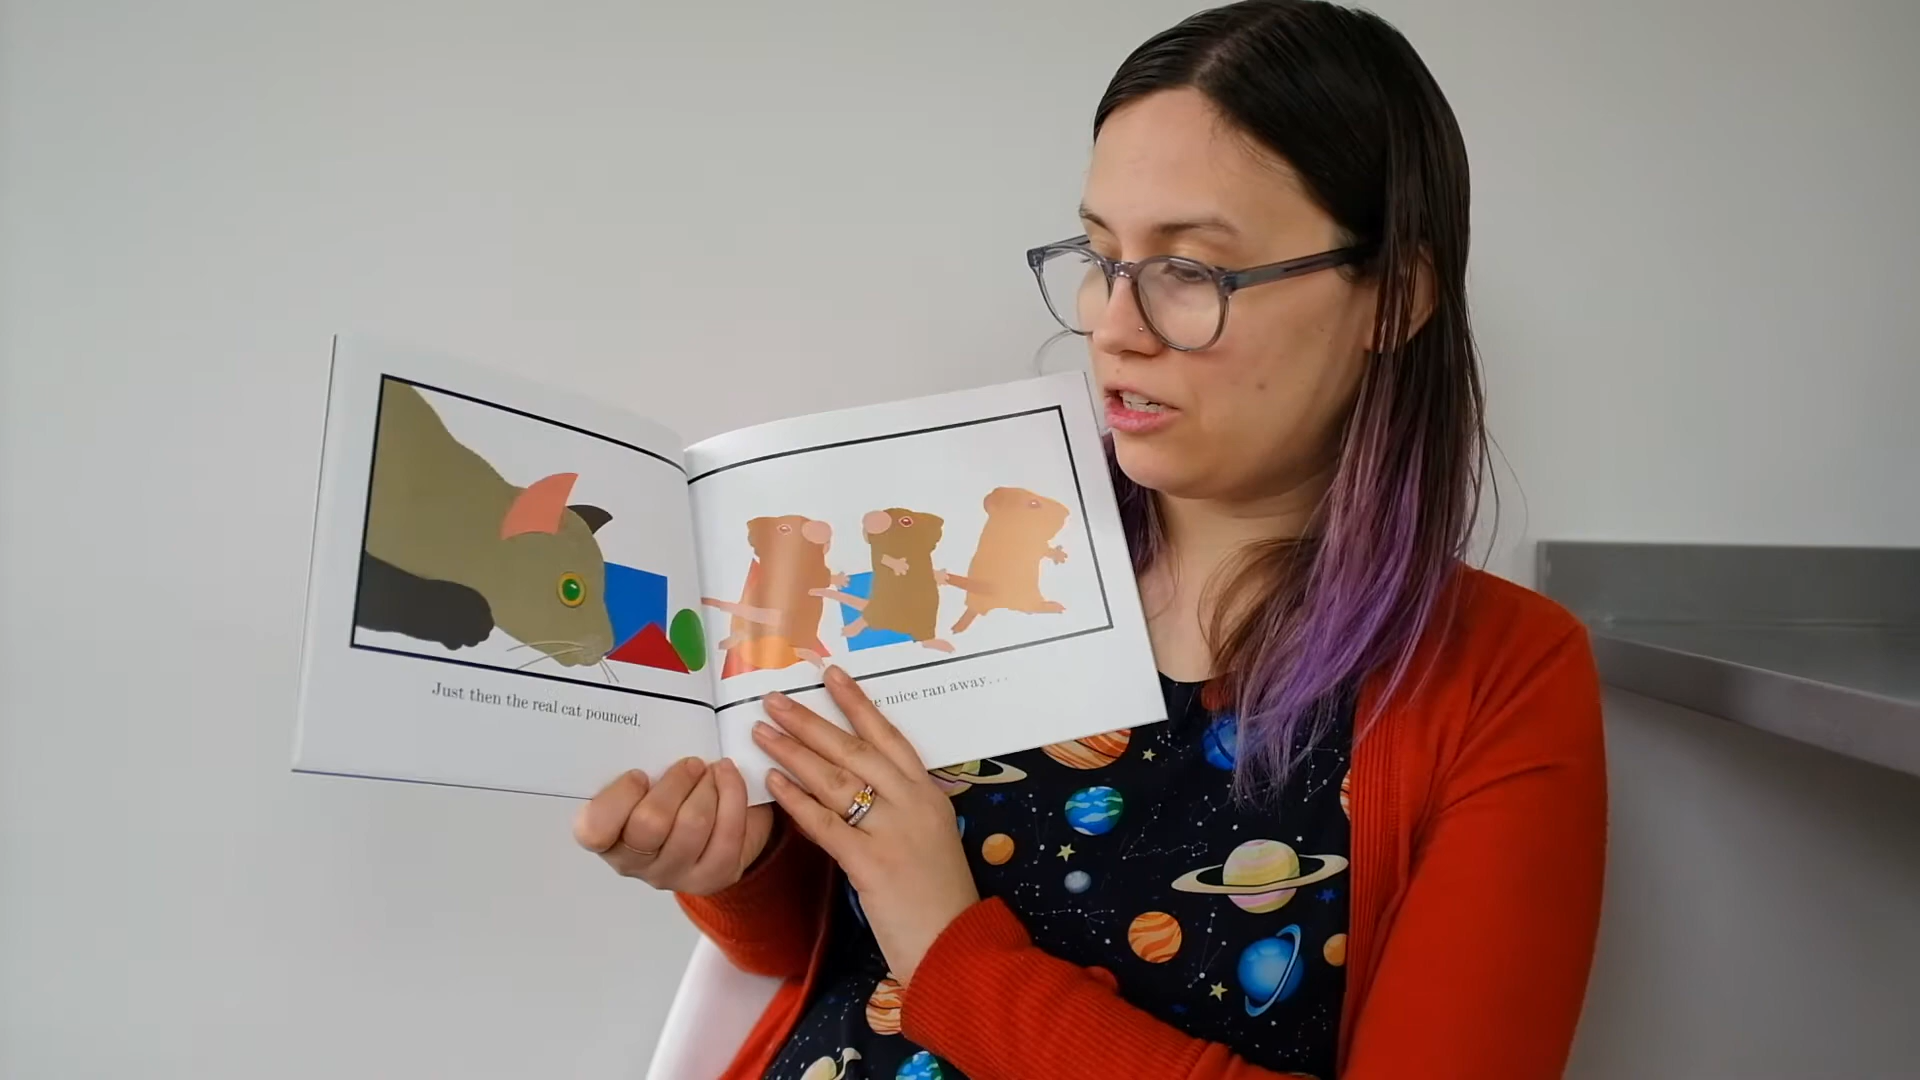 Just then the real cat pounced.
mice ran away...